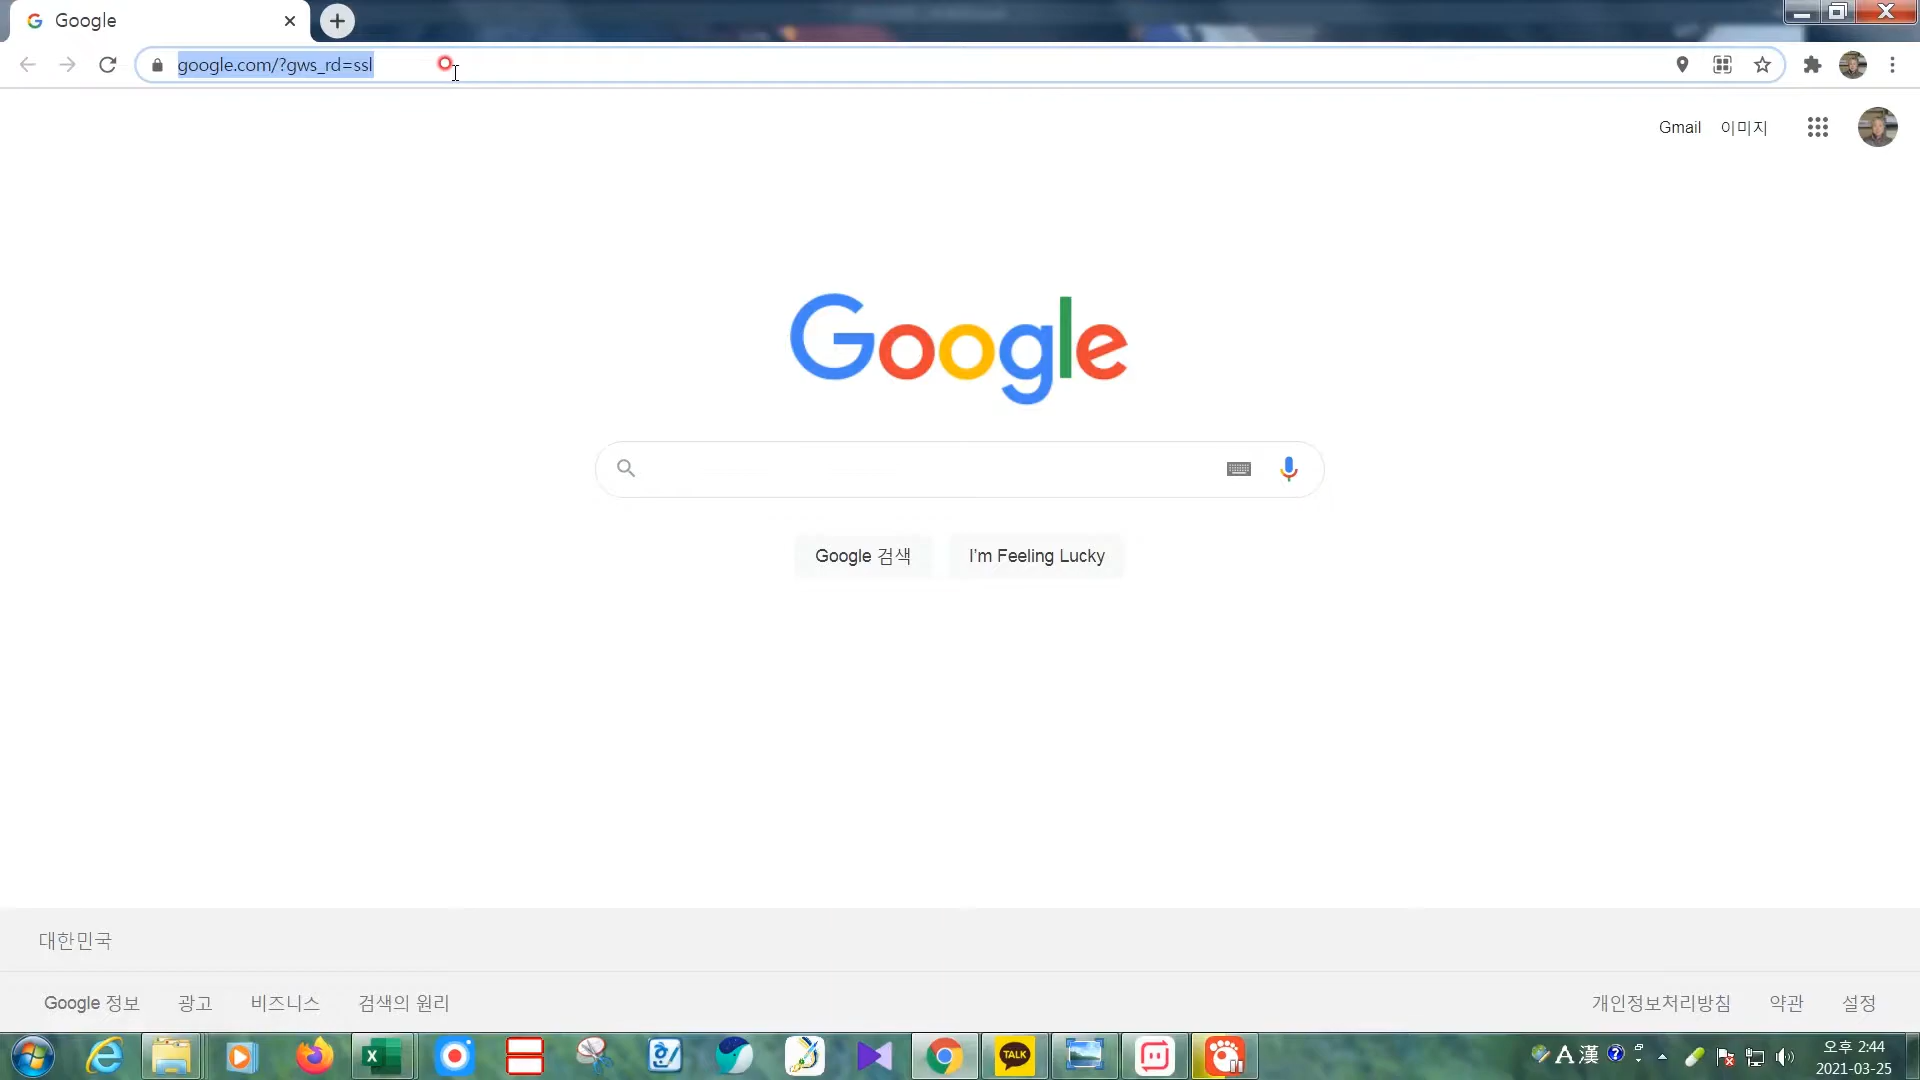 Google
google.com/?gws_rd=ssl
Gmail 이미지
Google
Google 검색 I'm Feeling Lucky
대한민국
Google 정보 광고 비즈니스 검색의 원리 개인정보처리방침 약관 설정
TALK
A 漢
오후 2:44
2021-03-25